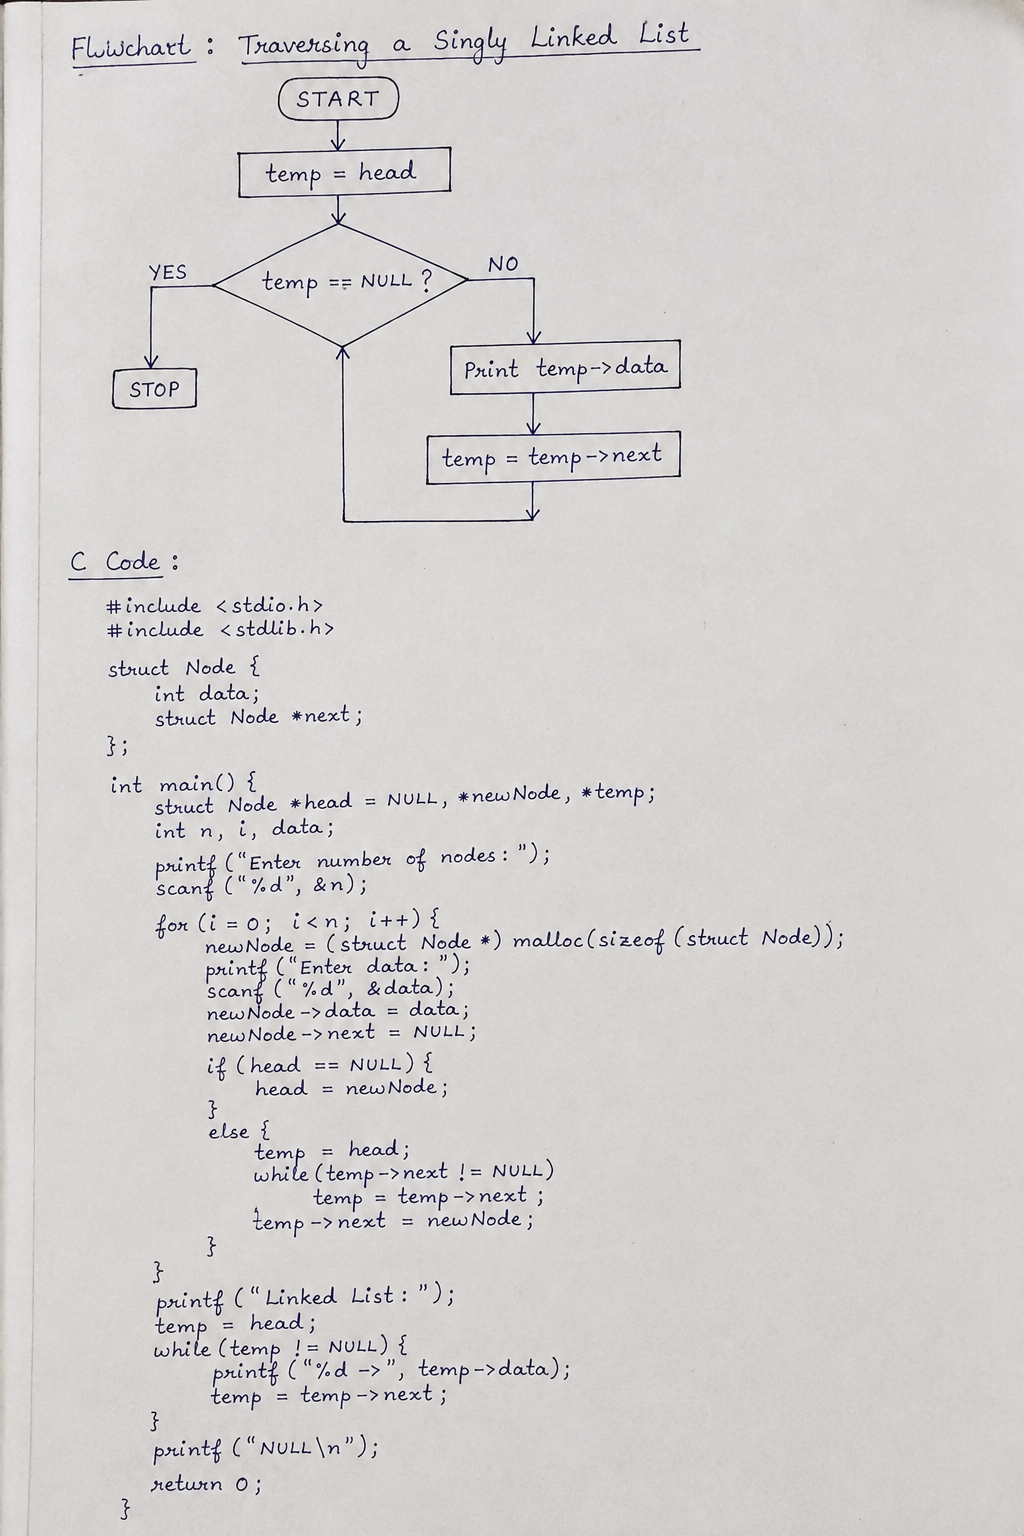 Flwchart : Traversing a Singly Linked List
START
temp = head
temp == NULL ?
YES
NO
STOP
Print temp->data
temp = temp->next
C Code :
#include <stdio.h>
#include <stdlib.h>
struct Node {
int data;
struct Node *next;
};
int main() {
struct Node *head = NULL, *newNode, *temp;
int n, i, data;
printf ("Enter number of nodes: ");
scanf ("%d", &n);
for (i = 0; i<n; i++) {
newNode = (struct Node *) malloc(sizeof (struct Node));
printf ("Enter data: ");
scanf ("%d", &data);
newNode->data = data;
newNode->next = NULL;
if (head == NULL) {
head = newNode;
}
else {
temp = head;
while (temp->next != NULL)
temp = temp->next;
temp->next = newNode;
}
}
printf ("Linked List: ");
temp = head;
while (temp != NULL) {
printf ("%d ->", temp->data);
temp = temp->next;
}
printf ("NULL\n");
return 0;
}